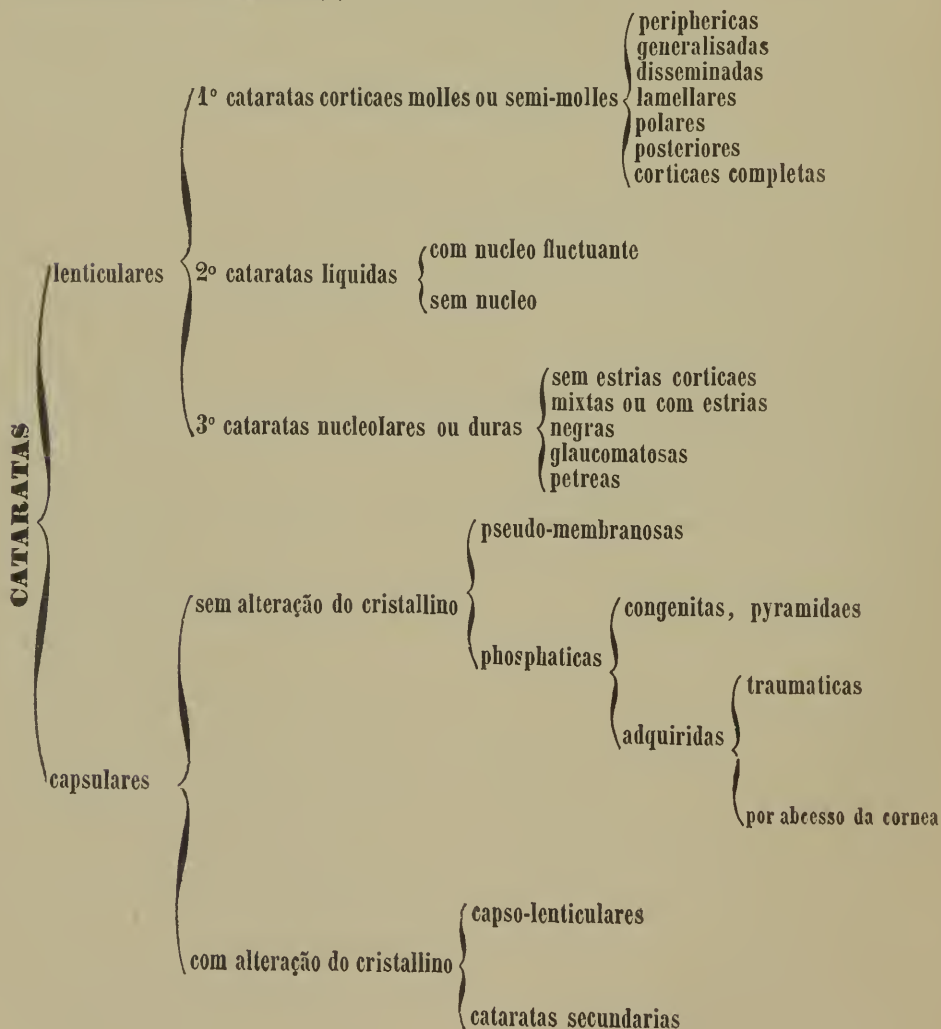 CATARATAS
lenticulares
1º cataratas corticaes molles ou semi-molles
periphericas
generalisadas
disseminadas
lamellares
polares
posteriores
corticaes completas
2º cataratas liquidas
com nucleo fluctuante
sem nucleo
3º cataratas nucleolares ou duras
sem estrias corticaes
mixtas ou com estrias
negras
glaucomatosas
petreas
capsulares
sem alteração do cristallino
pseudo-membranosas
phosphaticas
congenitas, pyramidaes
adquiridas
traumaticas
por abcesso da cornea
com alteração do cristallino
capso-lenticulares
cataratas secundarias